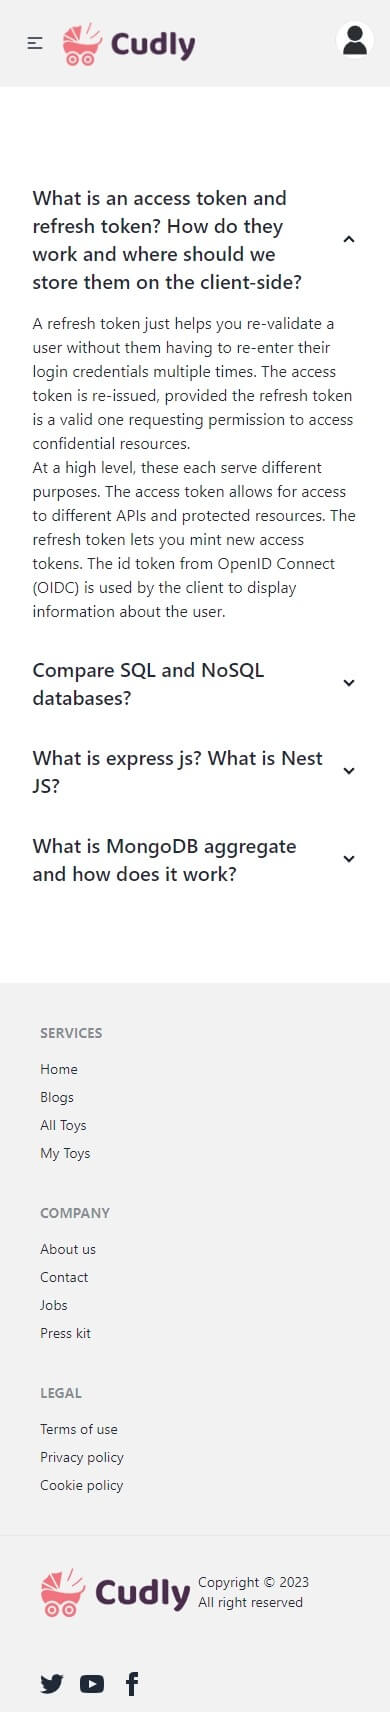 Cudly
What is an access token and
refresh token? How do they
work and where should we
store them on the client-side?
A refresh token just helps you re-validate a
user without them having to re-enter their
login credentials multiple times. The access
token is re-issued, provided the refresh token
is a valid one requesting permission to access
confidential resources.
At a high level, these each serve different
purposes. The access token allows for access
to different APIs and protected resources. The
refresh token lets you mint new access
tokens. The id token from OpenID Connect
(OIDC) is used by the client to display
information about the user.
Compare SQL and NoSQL
databases?
What is express js? What is Nest
JS?
What is MongoDB aggregate
and how does it work?
SERVICES
Home
Blogs
All Toys
My Toys
COMPANY
About us
Contact
Jobs
Press kit
LEGAL
Terms of use
Privacy policy
Cookie policy
Cudly
Copyright © 2023
All right reserved